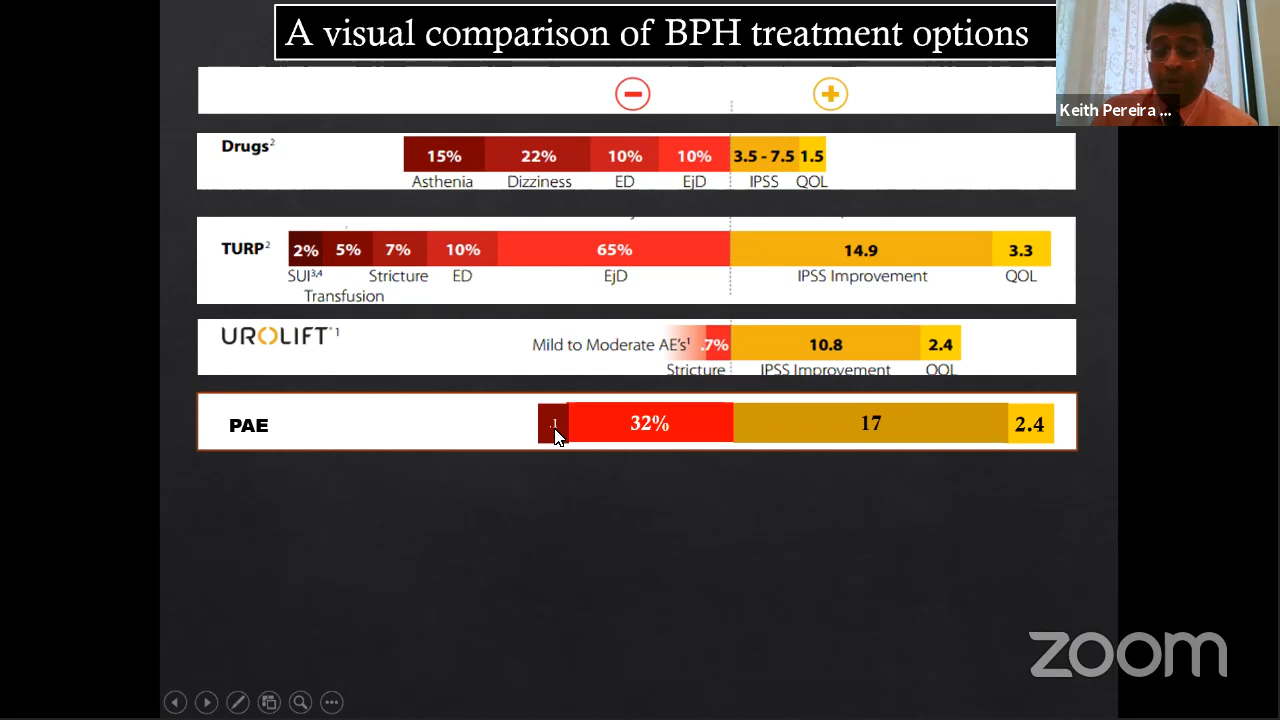 A visual comparison of BPH treatment options
Keith Pereira ...
Drugs2
15% 22% 10% 10% 3.5 - 7.5 1.5
Asthenia Dizziness ED EjD IPSS QOL
TURP2
2% 5% 7% 10% 65% 14.9 3.3
SUI3,4 Stricture ED EjD IPSS Improvement QOL
Transfusion
UROLIFT®1
Mild to Moderate AE's1 .7% 10.8 2.4
Stricture IPSS Improvement QOL
PAE
.1 32% 17 2.4
zoom